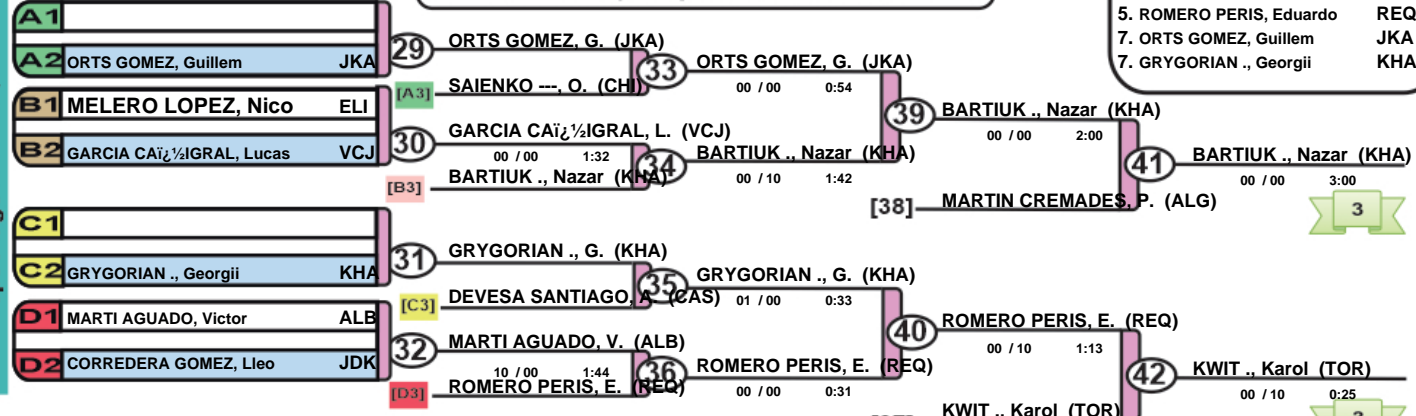 5. ROMERO PERIS, Eduardo REQ
7. ORTS GOMEZ, Guillem JKA
7. GRYGORIAN ., Georgii KHA
A1
A2 ORTS GOMEZ, Guillem JKA
29
ORTS GOMEZ, G. (JKA)
[A3] SAIENKO ---, O. (CHI)
33
ORTS GOMEZ, G. (JKA)
00 / 00 0:54
B1 MELERO LOPEZ, Nico ELI
B2 GARCIA CAï¿½IGRAL, Lucas VCJ
30
GARCIA CAï¿½IGRAL, L. (VCJ)
00 / 00 1:32
[B3] BARTIUK ., Nazar (KHA)
34
BARTIUK ., Nazar (KHA)
00 / 10 1:42
39
BARTIUK ., Nazar (KHA)
00 / 00 2:00
[38] MARTIN CREMADES, P. (ALG)
41
BARTIUK ., Nazar (KHA)
00 / 00 3:00
3
C1
C2 GRYGORIAN ., Georgii KHA
31
GRYGORIAN ., G. (KHA)
[C3] DEVESA SANTIAGO, A. (CAS)
35
GRYGORIAN ., G. (KHA)
01 / 00 0:33
D1 MARTI AGUADO, Victor ALB
D2 CORREDERA GOMEZ, Lleo JDK
32
MARTI AGUADO, V. (ALB)
10 / 00 1:44
[D3] ROMERO PERIS, E. (REQ)
36
ROMERO PERIS, E. (REQ)
00 / 00 0:31
40
ROMERO PERIS, E. (REQ)
00 / 10 1:13
KWIT ., Karol (TOR)
42
KWIT ., Karol (TOR)
00 / 10 0:25